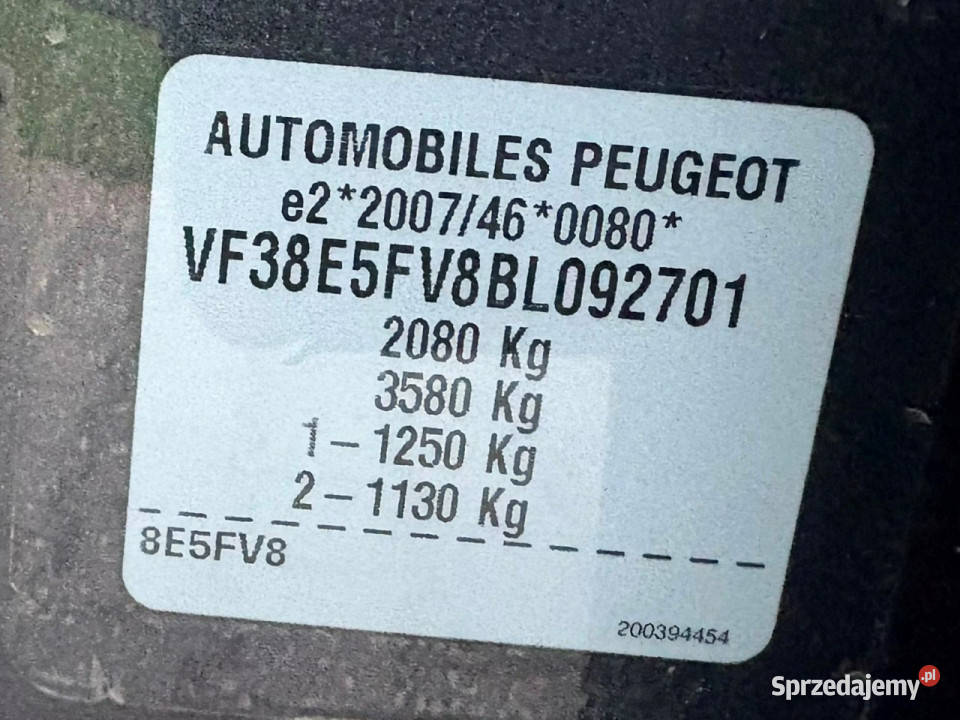 AUTOMOBILES PEUGEOT
e2*2007/46*0080*
VF38E5FV8BL092701
2080 Kg
3580 Kg
1-1250 Kg
2-1130 Kg
8E5FV8
200394454
Sprzedajemy.pl